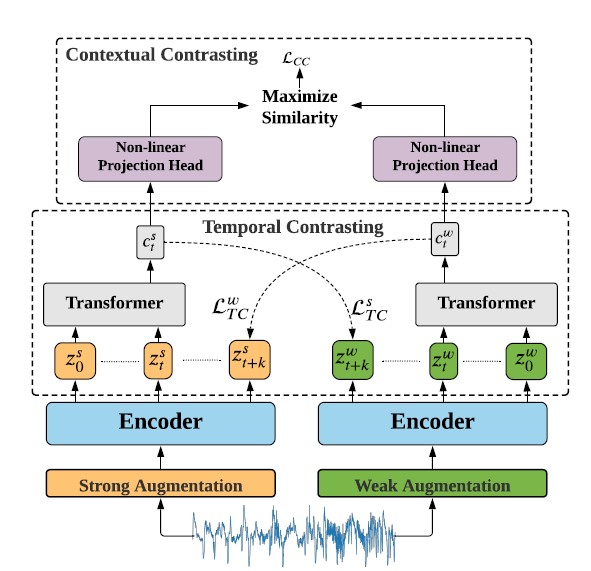 Contextual Contrasting
ℒ_CC
Maximize
Similarity
Non-linear
Projection Head
Non-linear
Projection Head
Temporal Contrasting
c_t^s
c_t^w
Transformer
ℒ_TC^w
ℒ_TC^s
Transformer
z_0^s
z_t^s
z_{t+k}^s
z_{t+k}^w
z_t^w
z_0^w
Encoder
Encoder
Strong Augmentation
Weak Augmentation